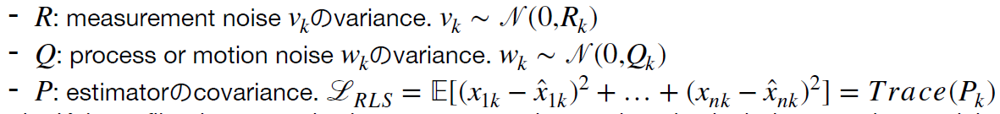 - R: measurement noise v_kのvariance. v_k ∼ 𝒩(0,R_k)
- Q: process or motion noise w_kのvariance. w_k ∼ 𝒩(0,Q_k)
- P: estimatorのcovariance. ℒ_RLS = 𝔼[(x_1k − x̂_1k)² + … + (x_nk − x̂_nk)²] = Trace(P_k)